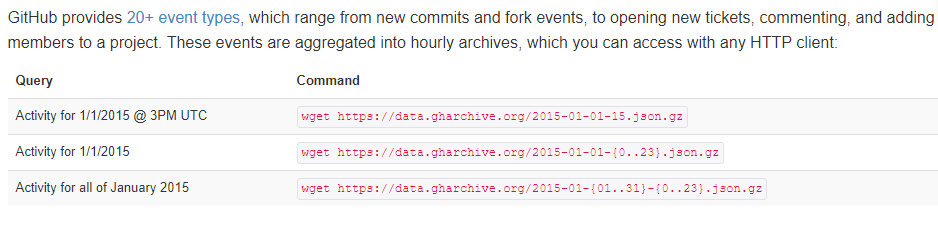 GitHub provides 20+ event types, which range from new commits and fork events, to opening new tickets, commenting, and adding
members to a project. These events are aggregated into hourly archives, which you can access with any HTTP client:
Query Command
Activity for 1/1/2015 @ 3PM UTC wget https://data.gharchive.org/2015-01-01-15.json.gz
Activity for 1/1/2015 wget https://data.gharchive.org/2015-01-01-{0..23}.json.gz
Activity for all of January 2015 wget https://data.gharchive.org/2015-01-{01..31}-{0..23}.json.gz